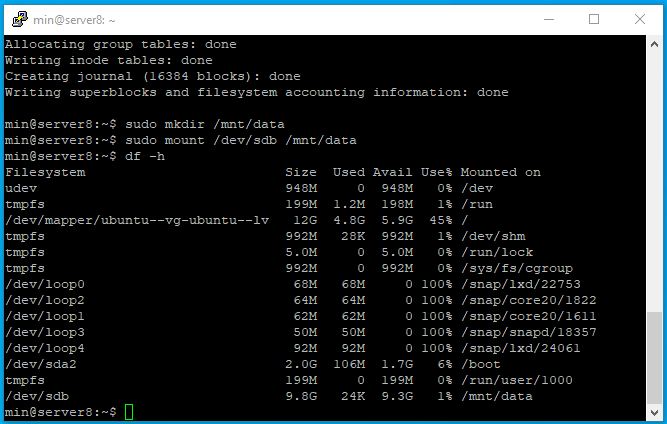 min@server8: ~
Allocating group tables: done
Writing inode tables: done
Creating journal (16384 blocks): done
Writing superblocks and filesystem accounting information: done
min@server8:~$ sudo mkdir /mnt/data
min@server8:~$ sudo mount /dev/sdb /mnt/data
min@server8:~$ df -h
Filesystem Size Used Avail Use% Mounted on
udev 948M 0 948M 0% /dev
tmpfs 199M 1.2M 198M 1% /run
/dev/mapper/ubuntu--vg-ubuntu--lv 12G 4.8G 5.9G 45% /
tmpfs 992M 28K 992M 1% /dev/shm
tmpfs 5.0M 0 5.0M 0% /run/lock
tmpfs 992M 0 992M 0% /sys/fs/cgroup
/dev/loop0 68M 68M 0 100% /snap/lxd/22753
/dev/loop2 64M 64M 0 100% /snap/core20/1822
/dev/loop1 62M 62M 0 100% /snap/core20/1611
/dev/loop3 50M 50M 0 100% /snap/snapd/18357
/dev/loop4 92M 92M 0 100% /snap/lxd/24061
/dev/sda2 2.0G 106M 1.7G 6% /boot
tmpfs 199M 0 199M 0% /run/user/1000
/dev/sdb 9.8G 24K 9.3G 1% /mnt/data
min@server8:~$